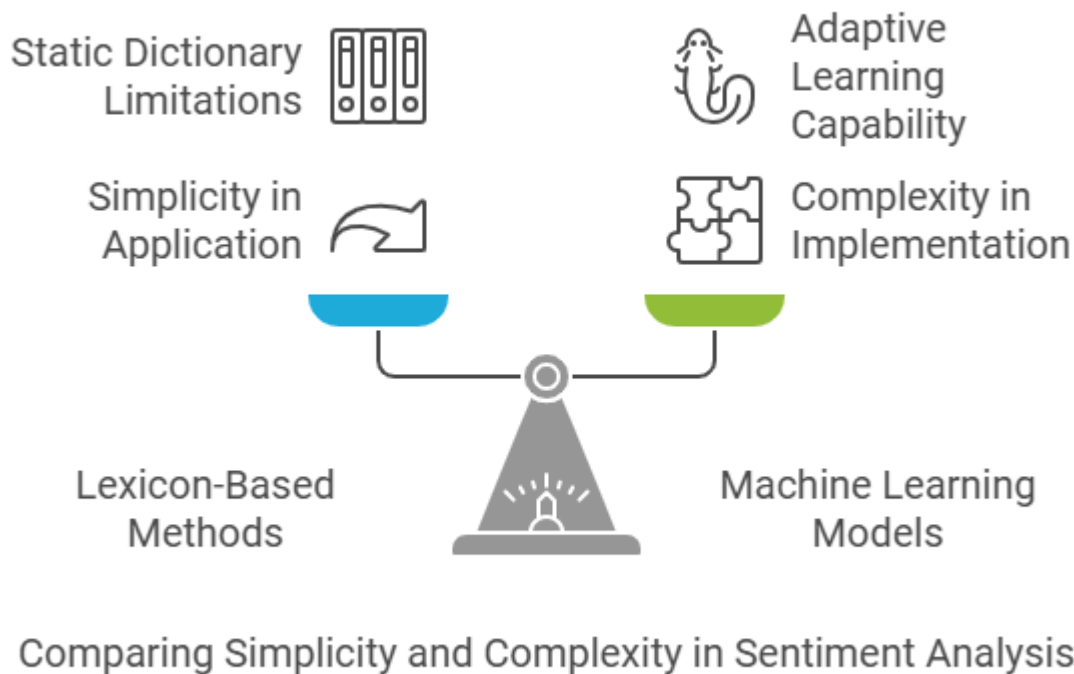 Static Dictionary
Limitations
Adaptive
Learning
Capability
Simplicity in
Application
Complexity in
Implementation
Lexicon-Based
Methods
Machine Learning
Models
Comparing Simplicity and Complexity in Sentiment Analysis